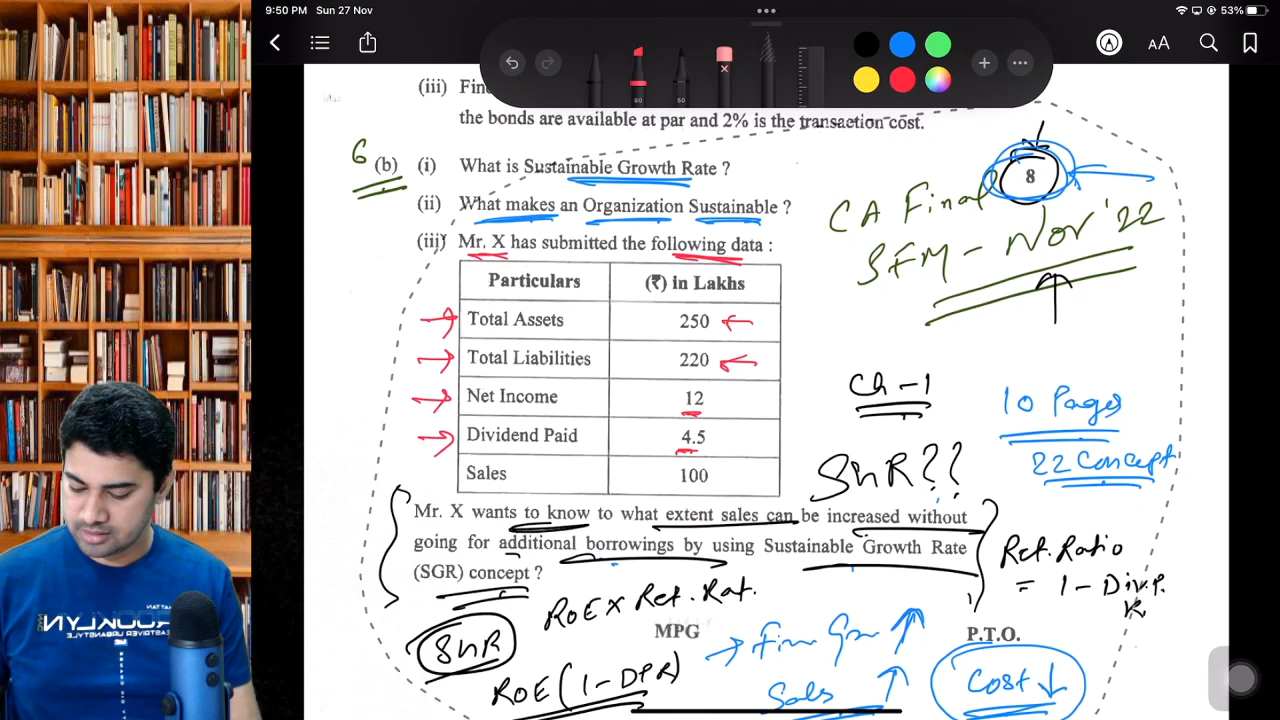 9:50 PM Sun 27 Nov
53%
AA
80
50
(iii) Fin
the bonds are available at par and 2% is the transaction cost.
6 (b) (i) What is Sustainable Growth Rate ?
8
(ii) What makes an Organization Sustainable ?
CA Final
SFM - Nov '22
(iii) Mr. X has submitted the following data :
Particulars (₹) in Lakhs
Total Assets 250
Total Liabilities 220
Net Income 12
Dividend Paid 4.5
Sales 100
Ch -1
10 Pages
22 Concept
SGR??
Mr. X wants to know to what extent sales can be increased without
going for additional borrowings by using Sustainable Growth Rate
(SGR) concept ?
Ret. Ratio
= 1 - Div. P.
R
ROE X Ret. Rat.
MPG
P.T.O.
SGR
ROE (1 - DPR)
Sales
Cost
BROOKLYN